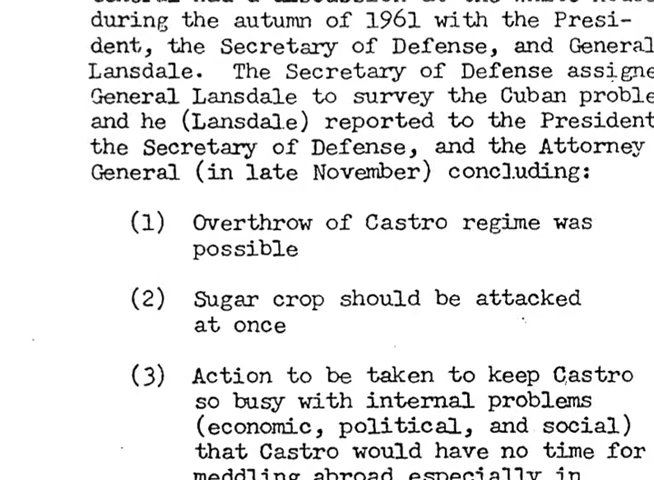 during the autumn of 1961 with the Presi-
dent, the Secretary of Defense, and General
Lansdale. The Secretary of Defense assigne
General Lansdale to survey the Cuban proble
and he (Lansdale) reported to the President
the Secretary of Defense, and the Attorney
General (in late November) concluding:
(1) Overthrow of Castro regime was
possible
(2) Sugar crop should be attacked
at once
(3) Action to be taken to keep Castro
so busy with internal problems
(economic, political, and social)
that Castro would have no time for
meddling abroad especially in